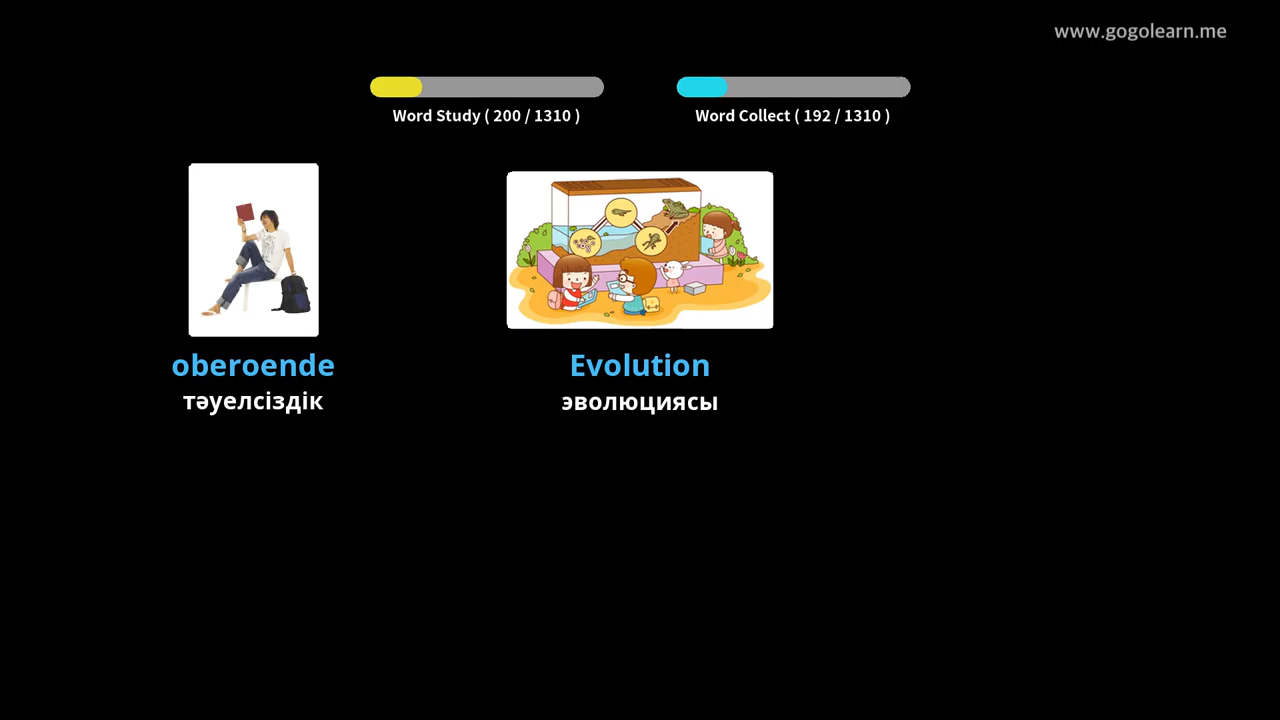 www.gogolearn.me
Word Study ( 200 / 1310 )
Word Collect ( 192 / 1310 )
oberoende
тәуелсіздік
Evolution
эволюциясы